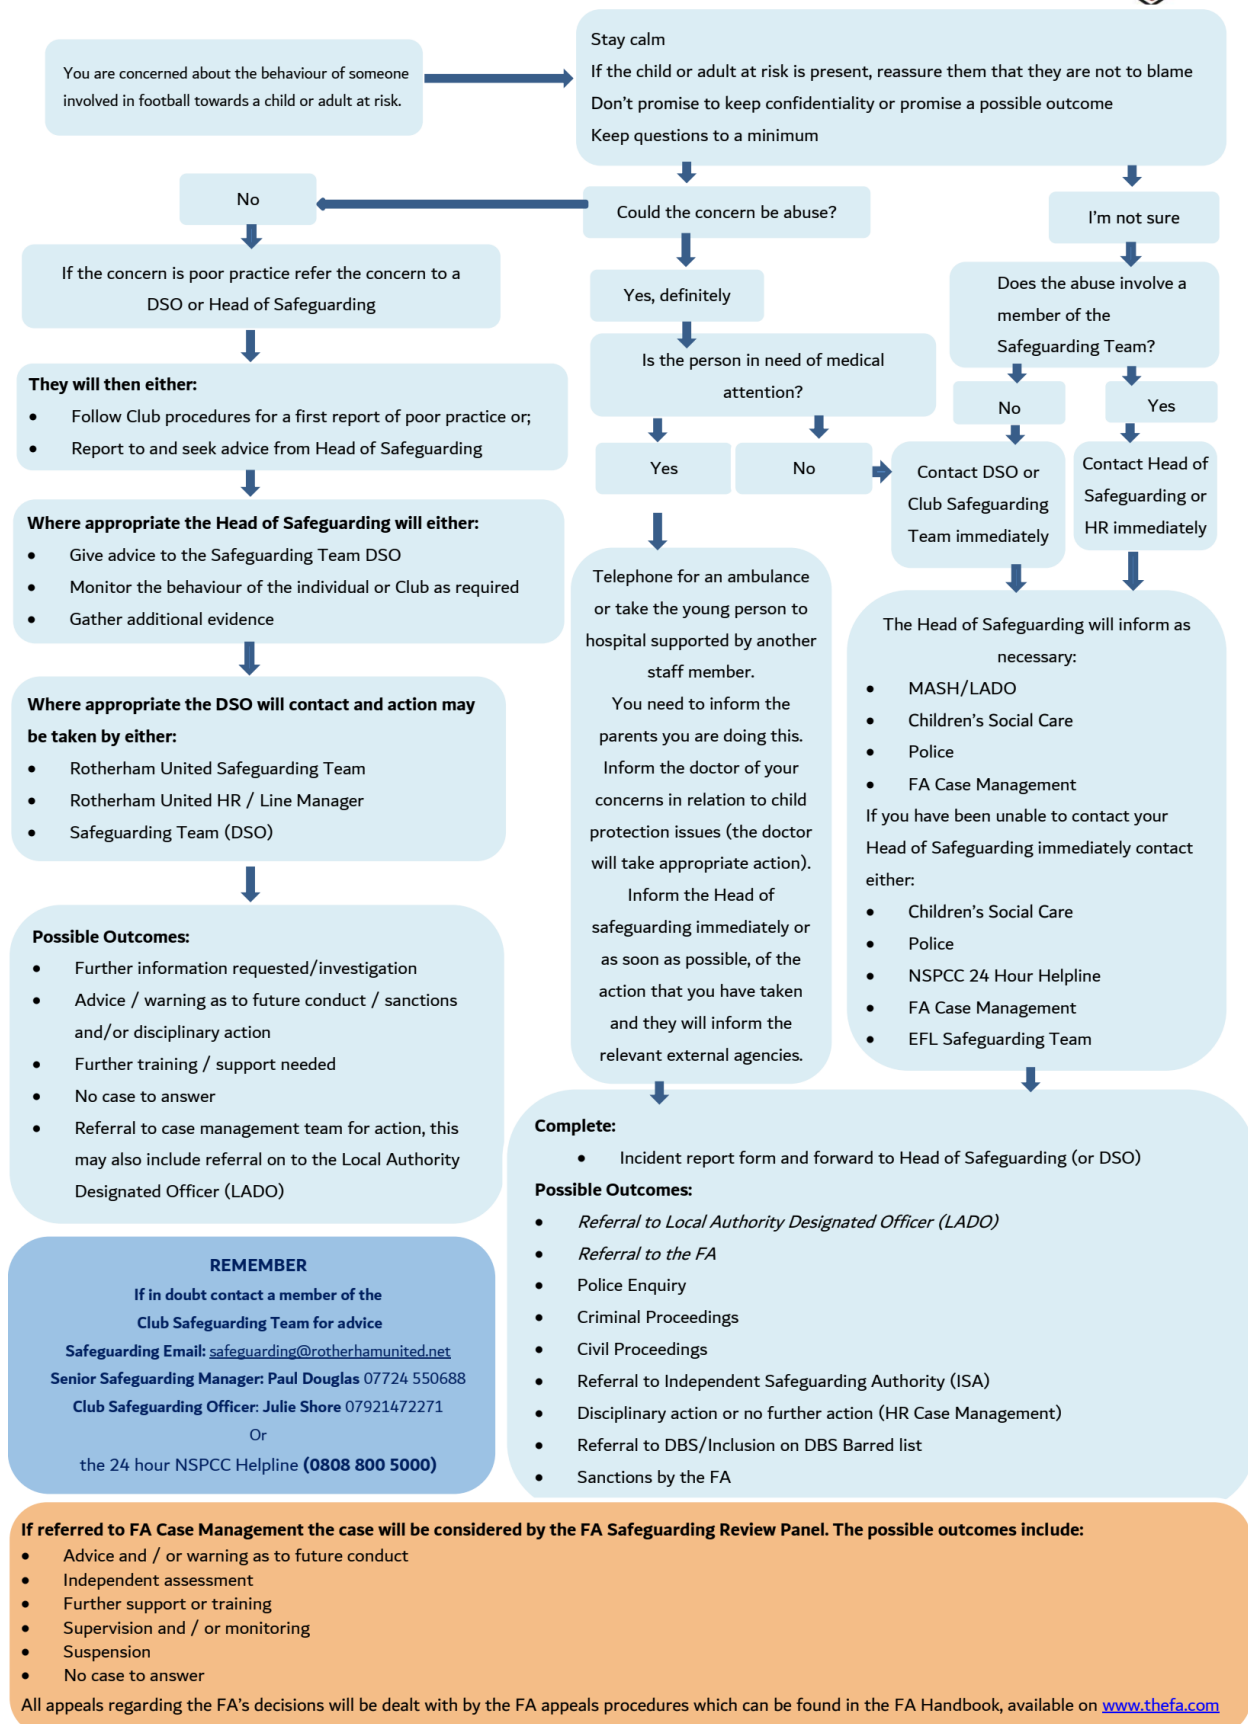 You are concerned about the behaviour of someone
involved in football towards a child or adult at risk.
Stay calm
If the child or adult at risk is present, reassure them that they are not to blame
Don’t promise to keep confidentiality or promise a possible outcome
Keep questions to a minimum
No
Could the concern be abuse?
I’m not sure
If the concern is poor practice refer the concern to a
DSO or Head of Safeguarding
Yes, definitely
Does the abuse involve a
member of the
Safeguarding Team?
Is the person in need of medical
attention?
No
Yes
They will then either:
• Follow Club procedures for a first report of poor practice or;
• Report to and seek advice from Head of Safeguarding
Yes
No
Contact DSO or
Club Safeguarding
Team immediately
Contact Head of
Safeguarding or
HR immediately
Where appropriate the Head of Safeguarding will either:
• Give advice to the Safeguarding Team DSO
• Monitor the behaviour of the individual or Club as required
• Gather additional evidence
Telephone for an ambulance
or take the young person to
hospital supported by another
staff member.
You need to inform the
parents you are doing this.
Inform the doctor of your
concerns in relation to child
protection issues (the doctor
will take appropriate action).
Inform the Head of
safeguarding immediately or
as soon as possible, of the
action that you have taken
and they will inform the
relevant external agencies.
The Head of Safeguarding will inform as
necessary:
• MASH/LADO
• Children’s Social Care
• Police
• FA Case Management
If you have been unable to contact your
Head of Safeguarding immediately contact
either:
• Children’s Social Care
• Police
• NSPCC 24 Hour Helpline
• FA Case Management
• EFL Safeguarding Team
Where appropriate the DSO will contact and action may
be taken by either:
• Rotherham United Safeguarding Team
• Rotherham United HR / Line Manager
• Safeguarding Team (DSO)
Possible Outcomes:
• Further information requested/investigation
• Advice / warning as to future conduct / sanctions
and/or disciplinary action
• Further training / support needed
• No case to answer
• Referral to case management team for action, this
may also include referral on to the Local Authority
Designated Officer (LADO)
Complete:
• Incident report form and forward to Head of Safeguarding (or DSO)
Possible Outcomes:
• Referral to Local Authority Designated Officer (LADO)
• Referral to the FA
• Police Enquiry
• Criminal Proceedings
• Civil Proceedings
• Referral to Independent Safeguarding Authority (ISA)
• Disciplinary action or no further action (HR Case Management)
• Referral to DBS/Inclusion on DBS Barred list
• Sanctions by the FA
REMEMBER
If in doubt contact a member of the
Club Safeguarding Team for advice
Safeguarding Email: safeguarding@rotherhamunited.net
Senior Safeguarding Manager: Paul Douglas 07724 550688
Club Safeguarding Officer: Julie Shore 07921472271
Or
the 24 hour NSPCC Helpline (0808 800 5000)
If referred to FA Case Management the case will be considered by the FA Safeguarding Review Panel. The possible outcomes include:
• Advice and / or warning as to future conduct
• Independent assessment
• Further support or training
• Supervision and / or monitoring
• Suspension
• No case to answer
All appeals regarding the FA’s decisions will be dealt with by the FA appeals procedures which can be found in the FA Handbook, available on www.thefa.com